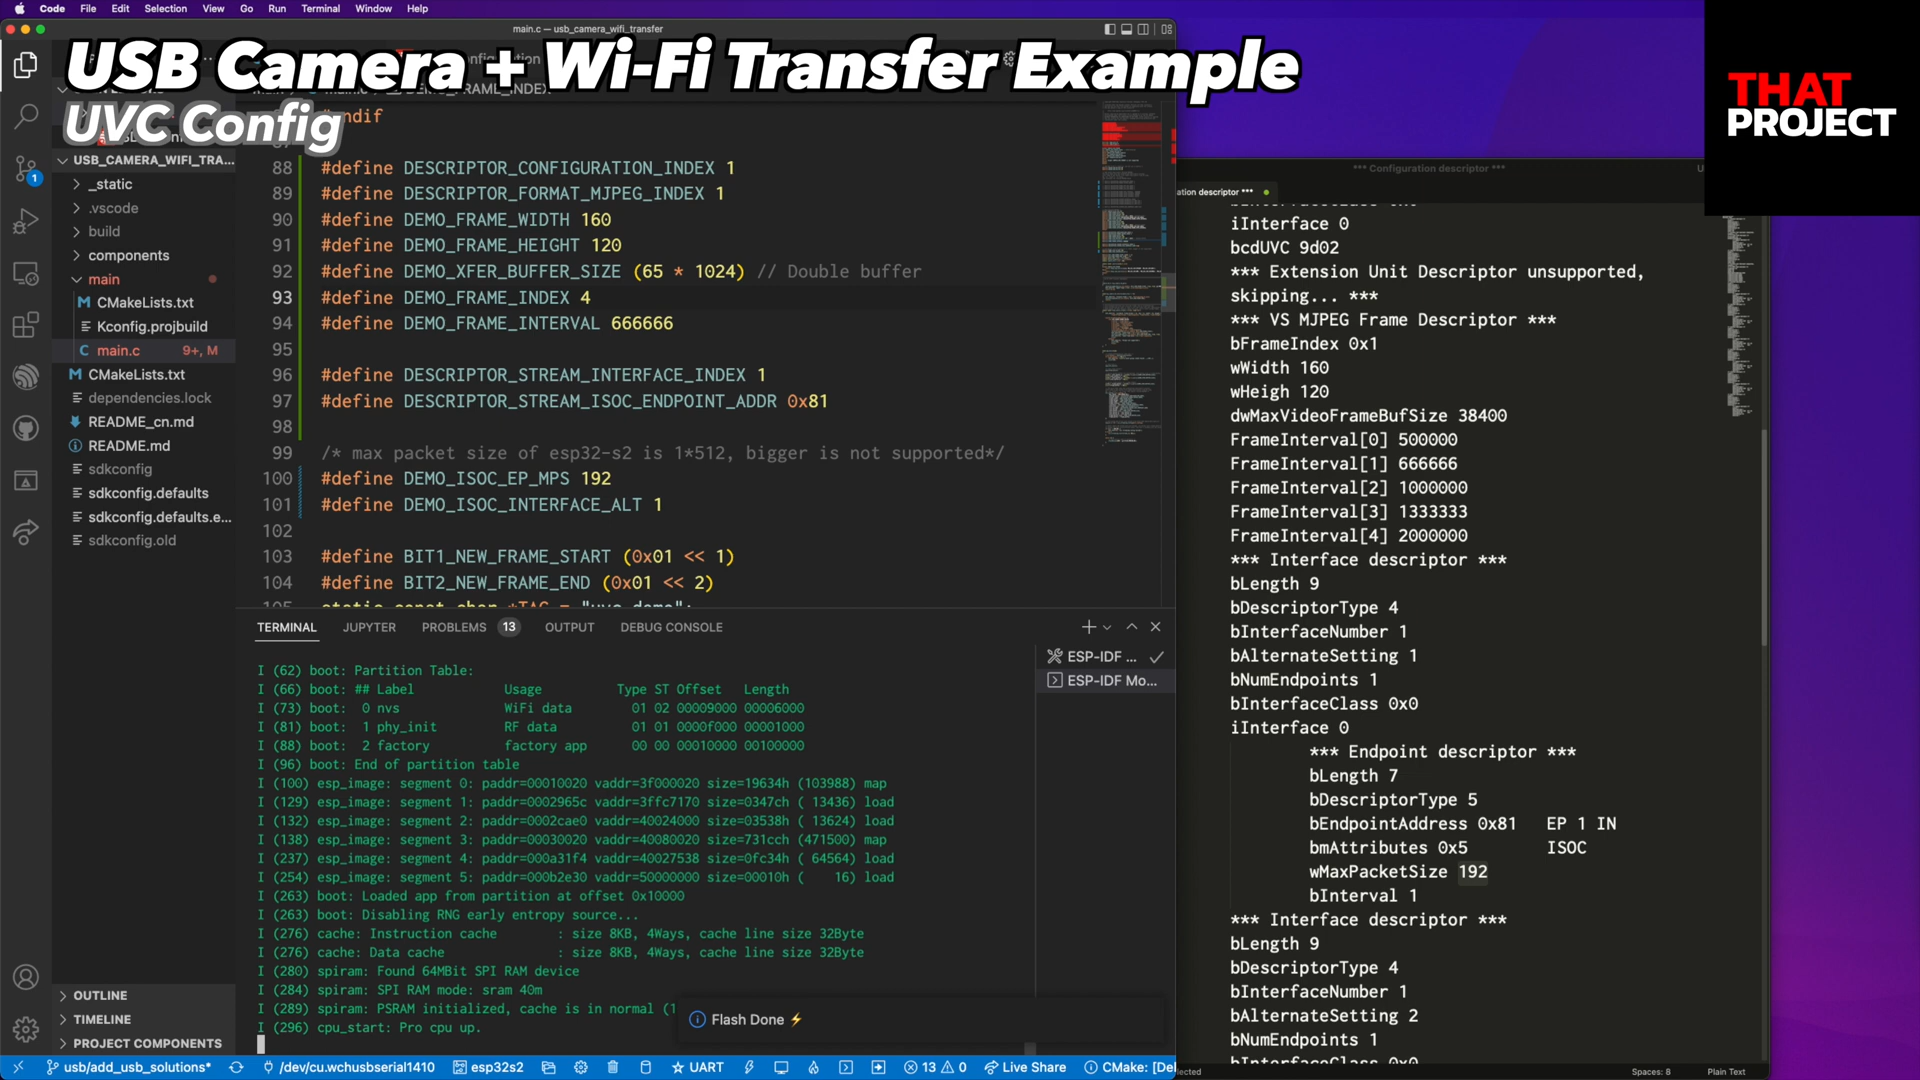 Code File Edit Selection View Go Run Terminal Window Help
main.c — usb_camera_wifi_transfer
USB Camera + Wi-Fi Transfer Example
UVC Config
THAT
PROJECT
USB_CAMERA_WIFI_TRA...
_static
.vscode
build
components
main
M CMakeLists.txt
Kconfig.projbuild
C main.c 9+, M
M CMakeLists.txt
dependencies.lock
README_cn.md
README.md
sdkconfig
sdkconfig.defaults
sdkconfig.defaults.e...
sdkconfig.old
1
OUTLINE
TIMELINE
PROJECT COMPONENTS
88 #define DESCRIPTOR_CONFIGURATION_INDEX 1
89 #define DESCRIPTOR_FORMAT_MJPEG_INDEX 1
90 #define DEMO_FRAME_WIDTH 160
91 #define DEMO_FRAME_HEIGHT 120
92 #define DEMO_XFER_BUFFER_SIZE (65 * 1024) // Double buffer
93 #define DEMO_FRAME_INDEX 4
94 #define DEMO_FRAME_INTERVAL 666666
95
96 #define DESCRIPTOR_STREAM_INTERFACE_INDEX 1
97 #define DESCRIPTOR_STREAM_ISOC_ENDPOINT_ADDR 0x81
98
99 /* max packet size of esp32-s2 is 1*512, bigger is not supported*/
100 #define DEMO_ISOC_EP_MPS 192
101 #define DEMO_ISOC_INTERFACE_ALT 1
102
103 #define BIT1_NEW_FRAME_START (0x01 << 1)
104 #define BIT2_NEW_FRAME_END (0x01 << 2)
TERMINAL JUPYTER PROBLEMS 13 OUTPUT DEBUG CONSOLE
ESP-IDF ...
ESP-IDF Mo...
I (62) boot: Partition Table:
I (66) boot: ## Label Usage Type ST Offset Length
I (73) boot: 0 nvs WiFi data 01 02 00009000 00006000
I (81) boot: 1 phy_init RF data 01 01 0000f000 00001000
I (88) boot: 2 factory factory app 00 00 00010000 00100000
I (96) boot: End of partition table
I (100) esp_image: segment 0: paddr=00010020 vaddr=3f000020 size=19634h (103988) map
I (129) esp_image: segment 1: paddr=0002965c vaddr=3ffc7170 size=0347ch ( 13436) load
I (132) esp_image: segment 2: paddr=0002cae0 vaddr=40024000 size=03538h ( 13624) load
I (138) esp_image: segment 3: paddr=00030020 vaddr=40080020 size=731cch (471500) map
I (237) esp_image: segment 4: paddr=000a31f4 vaddr=40027538 size=0fc34h ( 64564) load
I (254) esp_image: segment 5: paddr=000b2e30 vaddr=50000000 size=00010h ( 16) load
I (263) boot: Loaded app from partition at offset 0x10000
I (263) boot: Disabling RNG early entropy source...
I (276) cache: Instruction cache : size 8KB, 4Ways, cache line size 32Byte
I (276) cache: Data cache : size 8KB, 4Ways, cache line size 32Byte
I (280) spiram: Found 64MBit SPI RAM device
I (284) spiram: SPI RAM mode: sram 40m
I (289) spiram: PSRAM initialized, cache is in normal (1
I (296) cpu_start: Pro cpu up.
Flash Done
usb/add_usb_solutions* /dev/cu.wchusbserial1410 esp32s2 UART 13 0 Live Share CMake: [De
*** Configuration descriptor ***
ation descriptor ***
iInterface 0
bcdUVC 9d02
*** Extension Unit Descriptor unsupported,
skipping... ***
*** VS MJPEG Frame Descriptor ***
bFrameIndex 0x1
wWidth 160
wHeigh 120
dwMaxVideoFrameBufSize 38400
FrameInterval[0] 500000
FrameInterval[1] 666666
FrameInterval[2] 1000000
FrameInterval[3] 1333333
FrameInterval[4] 2000000
*** Interface descriptor ***
bLength 9
bDescriptorType 4
bInterfaceNumber 1
bAlternateSetting 1
bNumEndpoints 1
bInterfaceClass 0x0
iInterface 0
*** Endpoint descriptor ***
bLength 7
bDescriptorType 5
bEndpointAddress 0x81 EP 1 IN
bmAttributes 0x5 ISOC
wMaxPacketSize 192
bInterval 1
*** Interface descriptor ***
bLength 9
bDescriptorType 4
bInterfaceNumber 1
bAlternateSetting 2
bNumEndpoints 1
Spaces: 8 Plain Text